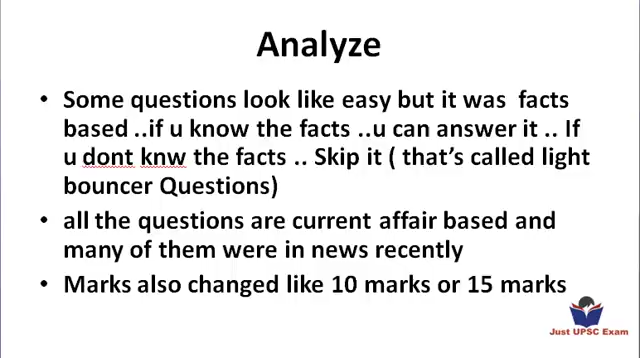 Analyze
• Some questions look like easy but it was facts
based ..if u know the facts ..u can answer it .. If
u dont knw the facts .. Skip it ( that's called light
bouncer Questions)
• all the questions are current affair based and
many of them were in news recently
• Marks also changed like 10 marks or 15 marks
Just UPSC Exam